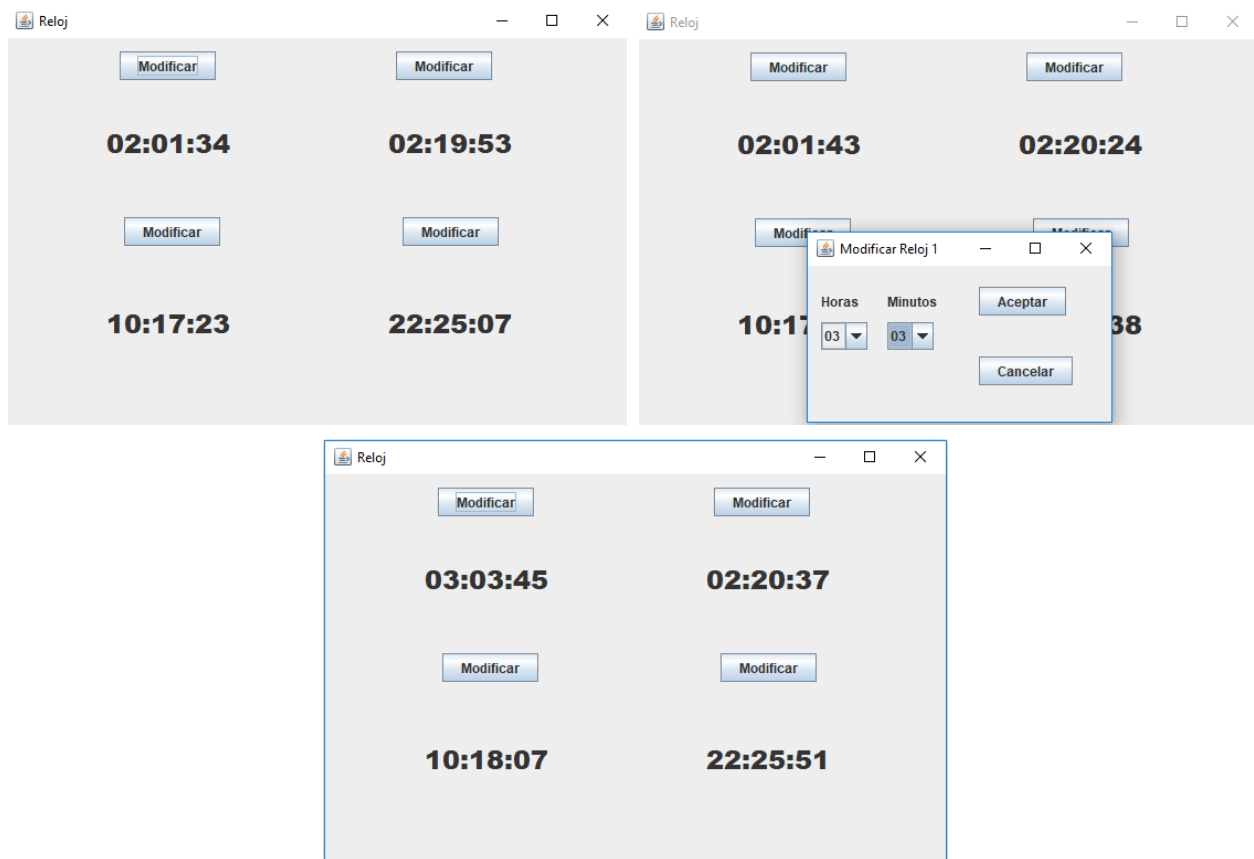 Reloj
Modificar Modificar
02:01:34 02:19:53
Modificar Modificar
10:17:23 22:25:07
Reloj
Modificar Modificar
02:01:43 02:20:24
Modificar Reloj 1
Horas Minutos Aceptar
03 03
Cancelar
Reloj
Modificar Modificar
03:03:45 02:20:37
Modificar Modificar
10:18:07 22:25:51